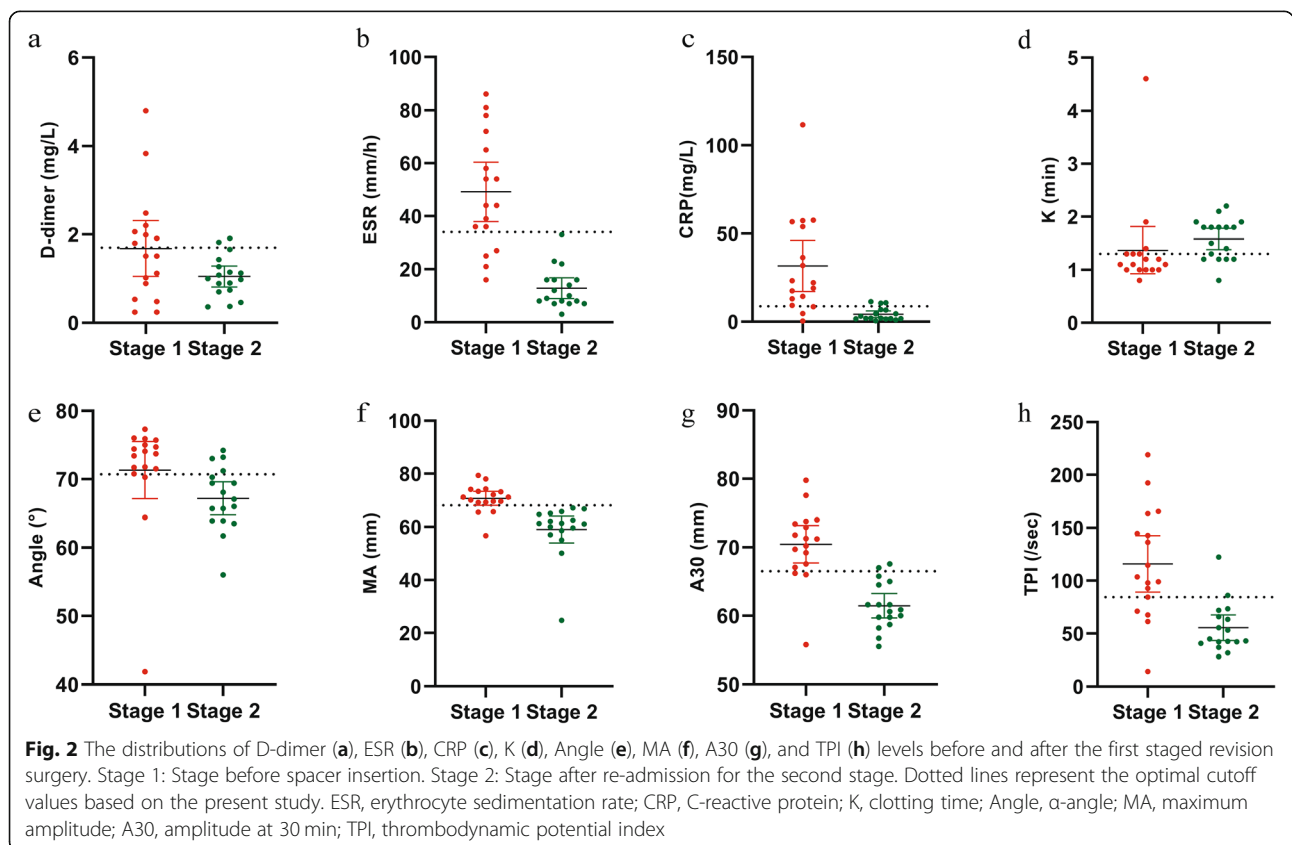 a
b
c
d
D-dimer (mg/L)
6
4
2
0
Stage 1 Stage 2
ESR (mm/h)
100
80
60
40
20
0
Stage 1 Stage 2
CRP(mg/L)
150
100
50
0
Stage 1 Stage 2
K (min)
5
4
3
2
1
0
Stage 1 Stage 2
e
f
g
h
Angle (°)
80
70
60
50
40
Stage 1 Stage 2
MA (mm)
100
80
60
40
20
0
Stage 1 Stage 2
A30 (mm)
90
80
70
60
50
Stage 1 Stage 2
TPI (/sec)
250
200
150
100
50
0
Stage 1 Stage 2
Fig. 2 The distributions of D-dimer (a), ESR (b), CRP (c), K (d), Angle (e), MA (f), A30 (g), and TPI (h) levels before and after the first staged revision
surgery. Stage 1: Stage before spacer insertion. Stage 2: Stage after re-admission for the second stage. Dotted lines represent the optimal cutoff
values based on the present study. ESR, erythrocyte sedimentation rate; CRP, C-reactive protein; K, clotting time; Angle, α-angle; MA, maximum
amplitude; A30, amplitude at 30 min; TPI, thrombodynamic potential index